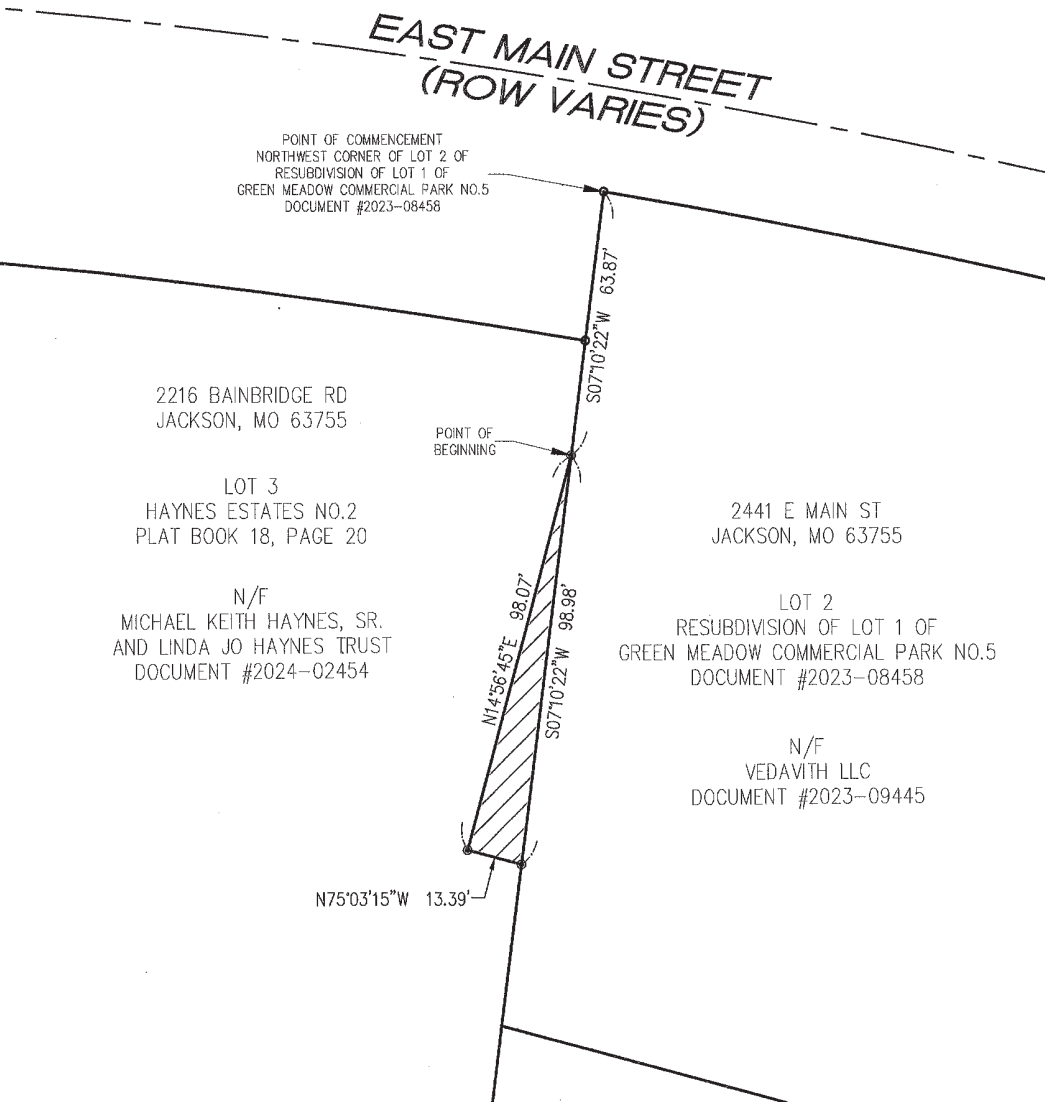 EAST MAIN STREET
(ROW VARIES)
POINT OF COMMENCEMENT
NORTHWEST CORNER OF LOT 2 OF
RESUBDIVISION OF LOT 1 OF
GREEN MEADOW COMMERCIAL PARK NO.5
DOCUMENT #2023-08458
S07°10'22"W 63.87'
2216 BAINBRIDGE RD
JACKSON, MO 63755
POINT OF
BEGINNING
LOT 3
HAYNES ESTATES NO.2
PLAT BOOK 18, PAGE 20
N/F
MICHAEL KEITH HAYNES, SR.
AND LINDA JO HAYNES TRUST
DOCUMENT #2024-02454
N14°56'45"E 98.07'
S07°10'22"W 98.98'
2441 E MAIN ST
JACKSON, MO 63755
LOT 2
RESUBDIVISION OF LOT 1 OF
GREEN MEADOW COMMERCIAL PARK NO.5
DOCUMENT #2023-08458
N/F
VEDAVITH LLC
DOCUMENT #2023-09445
N75°03'15"W 13.39'